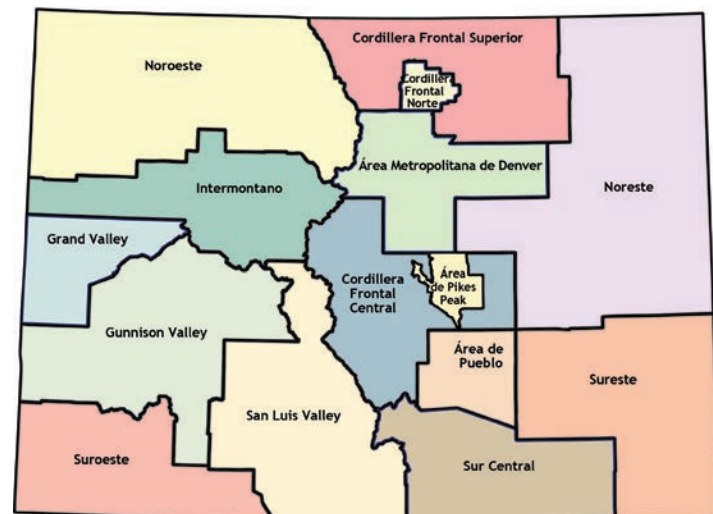 Cordillera Frontal Superior
Noroeste
Cordillera
Frontal
Norte
Área Metropolitana de Denver
Intermontano
Noreste
Grand Valley
Cordillera
Frontal
Central
Área
de Pikes
Peak
Gunnison Valley
Área de
Pueblo
Sureste
San Luis Valley
Suroeste
Sur Central